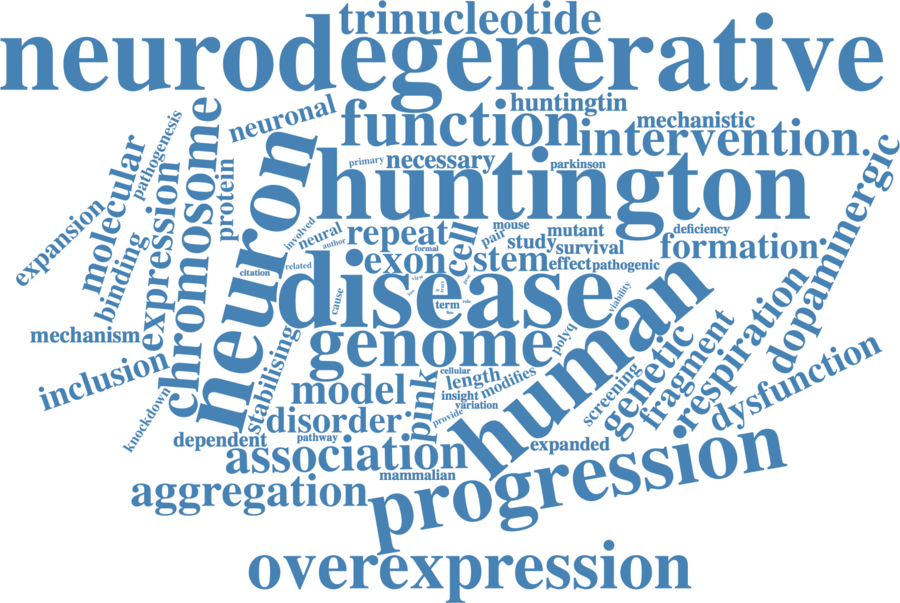 trinucleotide
neurodegenerative
huntingtin
neuronal
function
mechanistic
intervention
pathogenesis
molecular
chromosome
protein
neuron
primary
necessary
parkinson
huntington
dopaminergic
expansion
binding
expression
involved
neural
author
repeat
formal
cell
pair
mouse
study
mutant
survival
deficiency
formation
citation
related
exon
stem
effect
pathogenic
view
disease
cause
term
role
viability
human
mechanism
genome
polyq
respiration
inclusion
stabilising
model
pink
cellular
length
modifies
insight
variation
provide
screening
genetic
fragment
dysfunction
knockdown
disorder
dependent
pathway
association
mammalian
expanded
aggregation
progression
overexpression